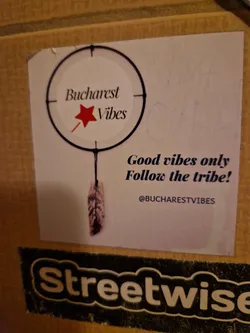 Bucharest
Vibes
Good vibes only
Follow the tribe!
@BUCHARESTVIBES
Streetwise